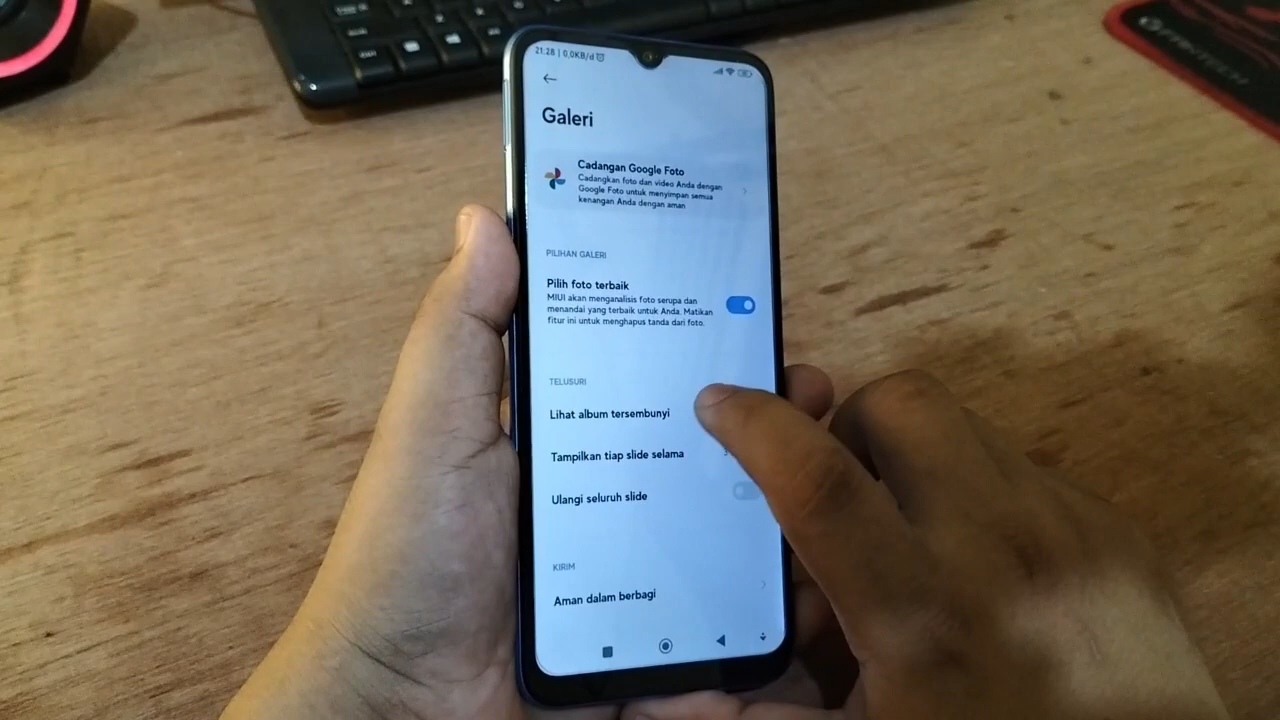 21:28 | 0,0KB/d
Galeri
Cadangan Google Foto
Cadangkan foto dan video Anda dengan
Google Foto untuk menyimpan semua
kenangan Anda dengan aman
PILIHAN GALERI
Pilih foto terbaik
MIUI akan menganalisis foto serupa dan
menandai yang terbaik untuk Anda. Matikan
fitur ini untuk menghapus tanda dari foto.
TELUSURI
Lihat album tersembunyi
Tampilkan tiap slide selama
Ulangi seluruh slide
KIRIM
Aman dalam berbagi
FANTECH